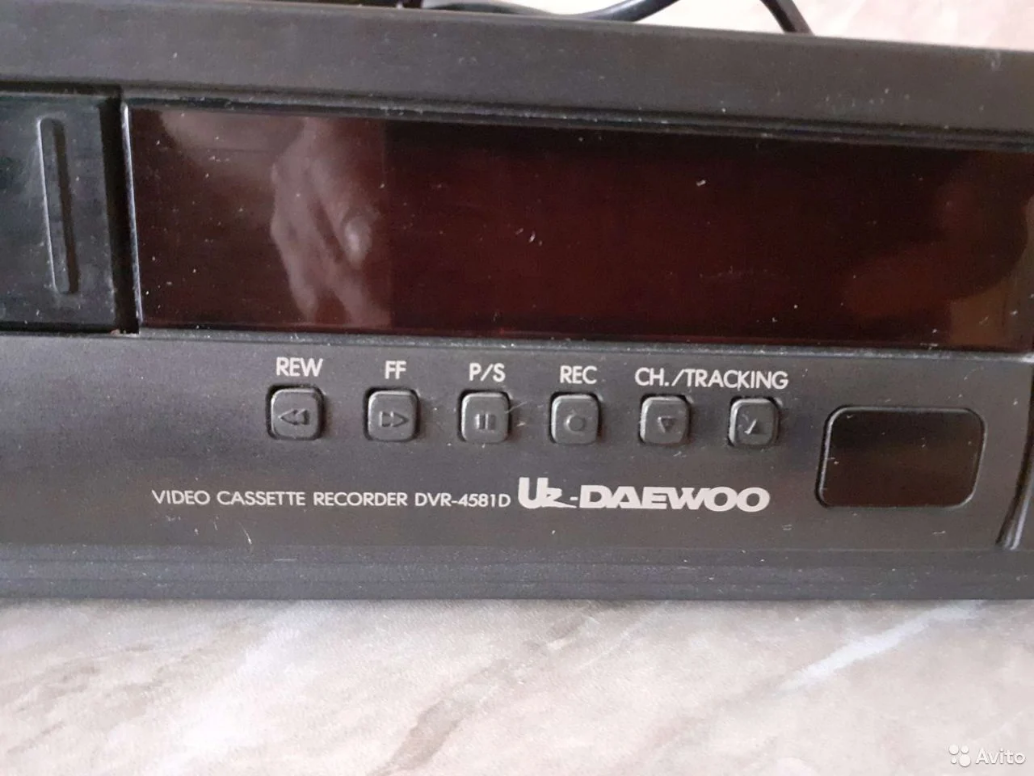 REW FF P/S REC CH./TRACKING
VIDEO CASSETTE RECORDER DVR-4581D Uz-DAEWOO
Avito